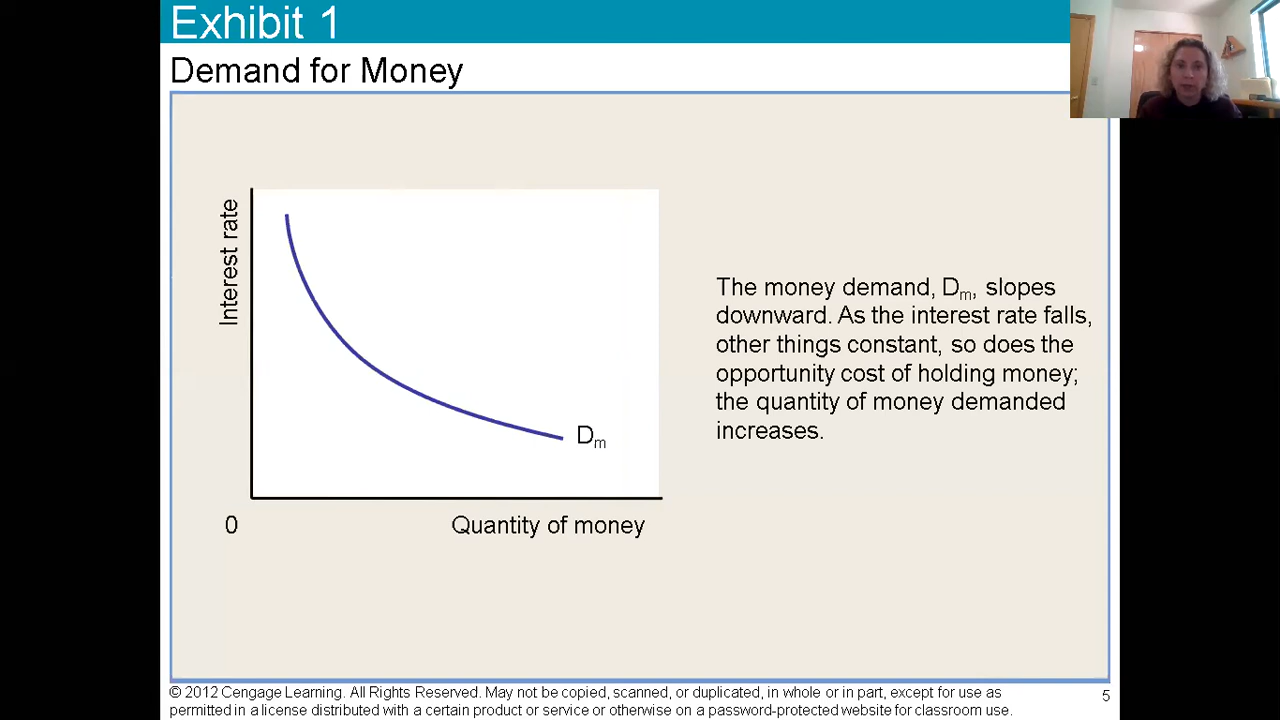 Exhibit 1
Demand for Money
Interest rate
D_m
0
Quantity of money
The money demand, D_m, slopes
downward. As the interest rate falls,
other things constant, so does the
opportunity cost of holding money;
the quantity of money demanded
increases.
© 2012 Cengage Learning. All Rights Reserved. May not be copied, scanned, or duplicated, in whole or in part, except for use as
permitted in a license distributed with a certain product or service or otherwise on a password-protected website for classroom use.
5